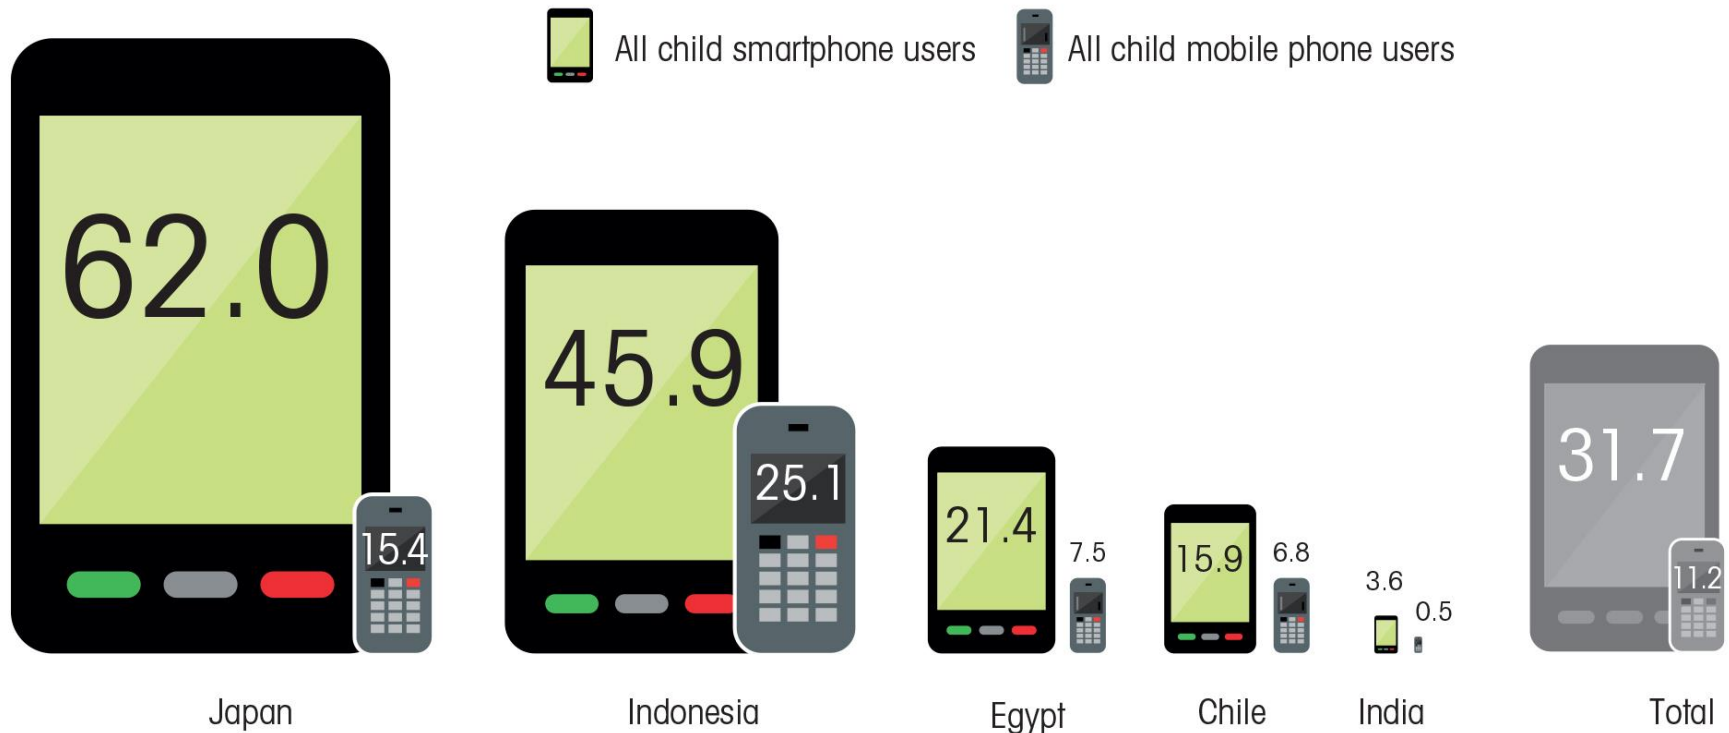 All child smartphone users
All child mobile phone users
62.0
15.4
45.9
25.1
21.4
7.5
15.9
6.8
3.6
0.5
31.7
11.2
Japan
Indonesia
Egypt
Chile
India
Total